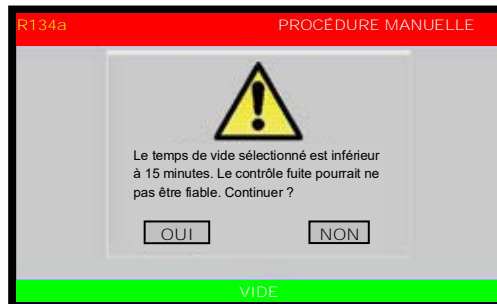 R134a PROCÉDURE MANUELLE
Le temps de vide sélectionné est inférieur
à 15 minutes. Le contrôle fuite pourrait ne
pas être fiable. Continuer ?
OUI NON
VIDE